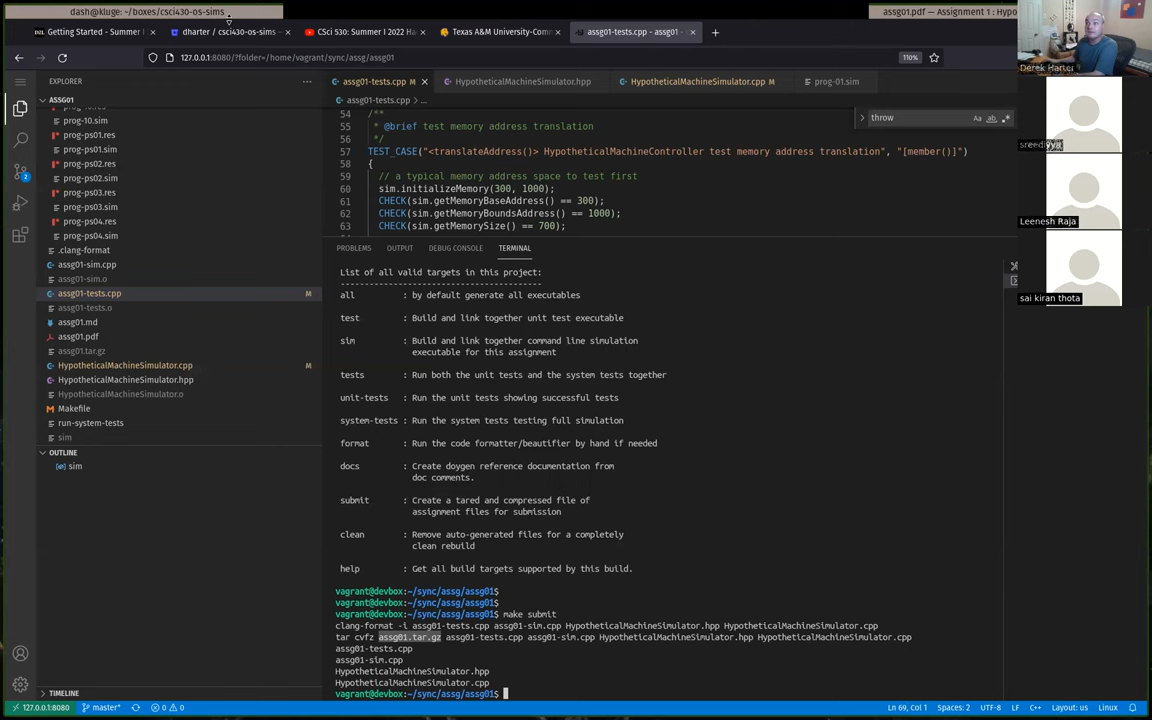 dash@kluge: ~/boxes/csci430-os-sims
assg01.pdf — Assignment 1 : Hypo
Getting Started - Summer I
dharter / csci430-os-sims —
CSci 530: Summer I 2022 Ha
Texas A&M University-Com
assg01-tests.cpp - assg01 -
127.0.0.1:8080/?folder=/home/vagrant/sync/assg/assg01
110%
EXPLORER
assg01-tests.cpp M
HypotheticalMachineSimulator.hpp
HypotheticalMachineSimulator.cpp M
prog-01.sim
ASSG01
assg01-tests.cpp > ...
prog-10.res
prog-10.sim
prog-ps01.res
prog-ps01.sim
prog-ps02.res
prog-ps02.sim
prog-ps03.res
prog-ps03.sim
prog-ps04.res
prog-ps04.sim
.clang-format
assg01-sim.cpp
assg01-sim.o
assg01-tests.cpp M
assg01-tests.o
assg01.md
assg01.pdf
assg01.tar.gz
HypotheticalMachineSimulator.cpp M
HypotheticalMachineSimulator.hpp
HypotheticalMachineSimulator.o
Makefile
run-system-tests
sim
OUTLINE
sim
TIMELINE
54 /**
55 * @brief test memory address translation
56 */
57 TEST_CASE("<translateAddress()> HypotheticalMachineController test memory address translation", "[member()]")
58 {
59 // a typical memory address space to test first
60 sim.initializeMemory(300, 1000);
61 CHECK(sim.getMemoryBaseAddress() == 300);
62 CHECK(sim.getMemoryBoundsAddress() == 1000);
63 CHECK(sim.getMemorySize() == 700);
throw
Aa ab .*
PROBLEMS OUTPUT DEBUG CONSOLE TERMINAL
List of all valid targets in this project:
------------------------------------------
all : by default generate all executables
test : Build and link together unit test executable
sim : Build and link together command line simulation
executable for this assignment
tests : Run both the unit tests and the system tests together
unit-tests : Run the unit tests showing successful tests
system-tests : Run the system tests testing full simulation
format : Run the code formatter/beautifier by hand if needed
docs : Create doygen reference documentation from
doc comments.
submit : Create a tared and compressed file of
assignment files for submission
clean : Remove auto-generated files for a completely
clean rebuild
help : Get all build targets supported by this build.
vagrant@devbox:~/sync/assg/assg01$
vagrant@devbox:~/sync/assg/assg01$
vagrant@devbox:~/sync/assg/assg01$ make submit
clang-format -i assg01-tests.cpp assg01-sim.cpp HypotheticalMachineSimulator.hpp HypotheticalMachineSimulator.cpp
tar cvfz assg01.tar.gz assg01-tests.cpp assg01-sim.cpp HypotheticalMachineSimulator.hpp HypotheticalMachineSimulator.cpp
assg01-tests.cpp
assg01-sim.cpp
HypotheticalMachineSimulator.hpp
HypotheticalMachineSimulator.cpp
vagrant@devbox:~/sync/assg/assg01$
Derek Harter
Leenesh Raja
sai kiran thota
2
127.0.0.1:8080
master*
0
0
Ln 69, Col 1
Spaces: 2
UTF-8
LF
C++
Layout: us
Linux